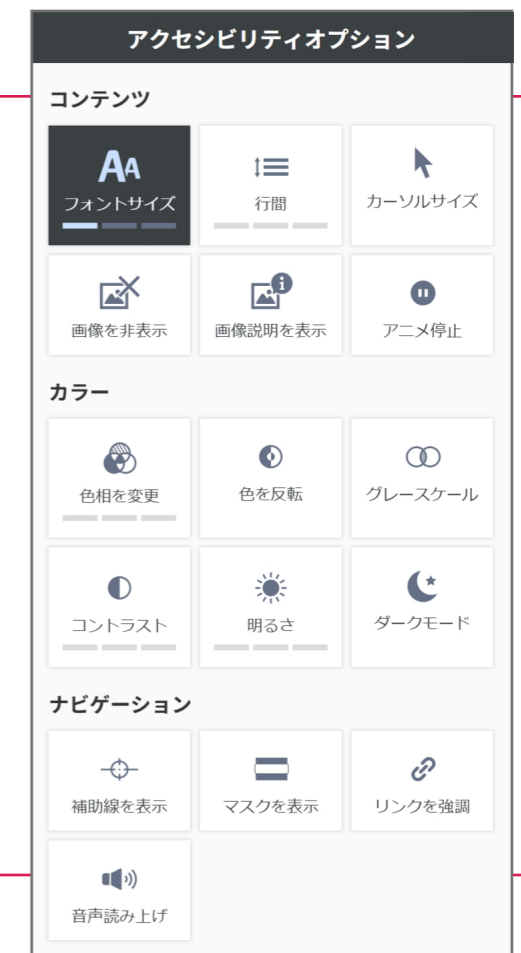 アクセシビリティオプション
コンテンツ
フォントサイズ
行間
カーソルサイズ
画像を非表示
画像説明を表示
アニメ停止
カラー
色相を変更
色を反転
グレースケール
コントラスト
明るさ
ダークモード
ナビゲーション
補助線を表示
マスクを表示
リンクを強調
音声読み上げ